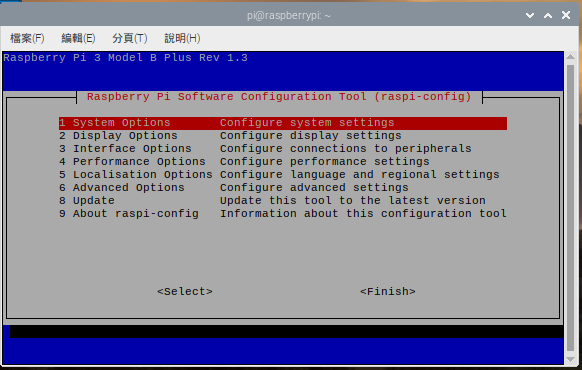 pi@raspberrypi: ~
檔案(F) 編輯(E) 分頁(T) 說明(H)
Raspberry Pi 3 Model B Plus Rev 1.3
Raspberry Pi Software Configuration Tool (raspi-config)
1 System Options Configure system settings
2 Display Options Configure display settings
3 Interface Options Configure connections to peripherals
4 Performance Options Configure performance settings
5 Localisation Options Configure language and regional settings
6 Advanced Options Configure advanced settings
8 Update Update this tool to the latest version
9 About raspi-config Information about this configuration tool
<Select> <Finish>